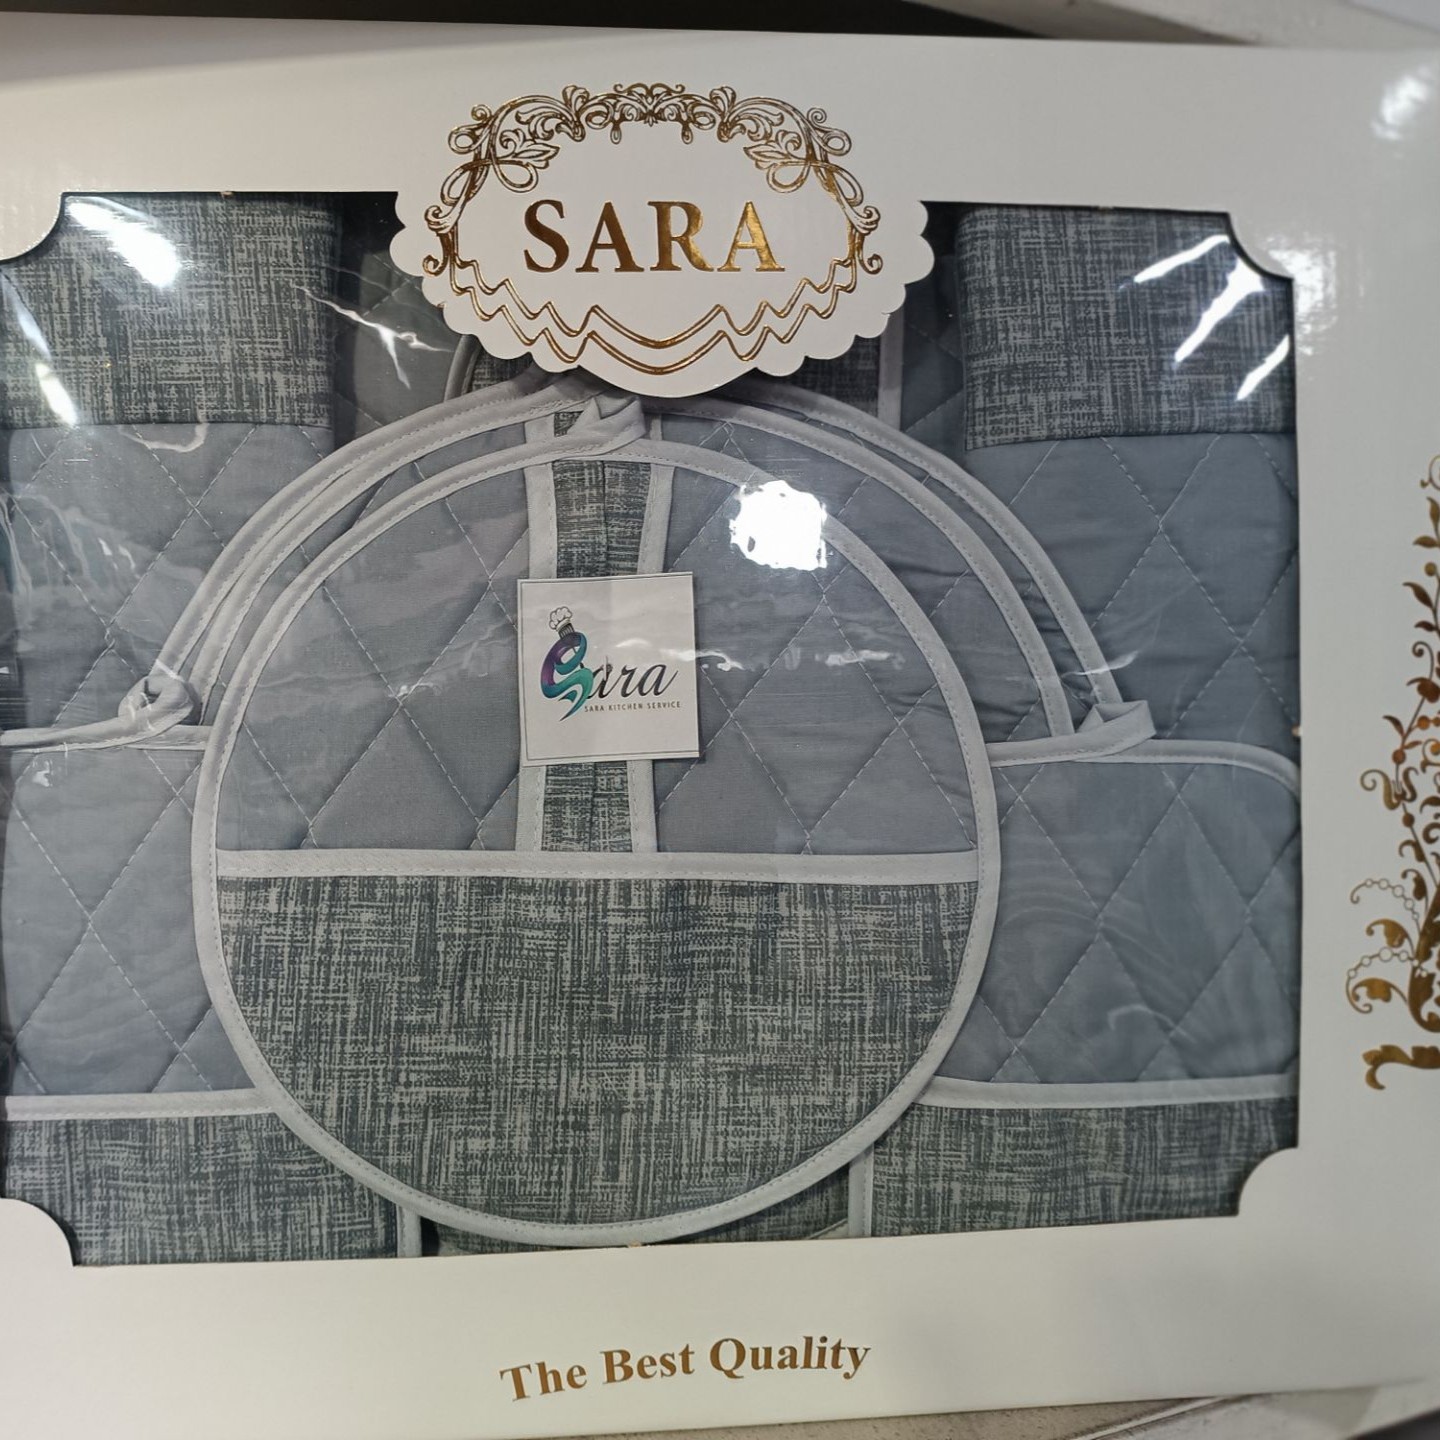 SARA
Sara
SARA KITCHEN SERVICE
The Best Quality